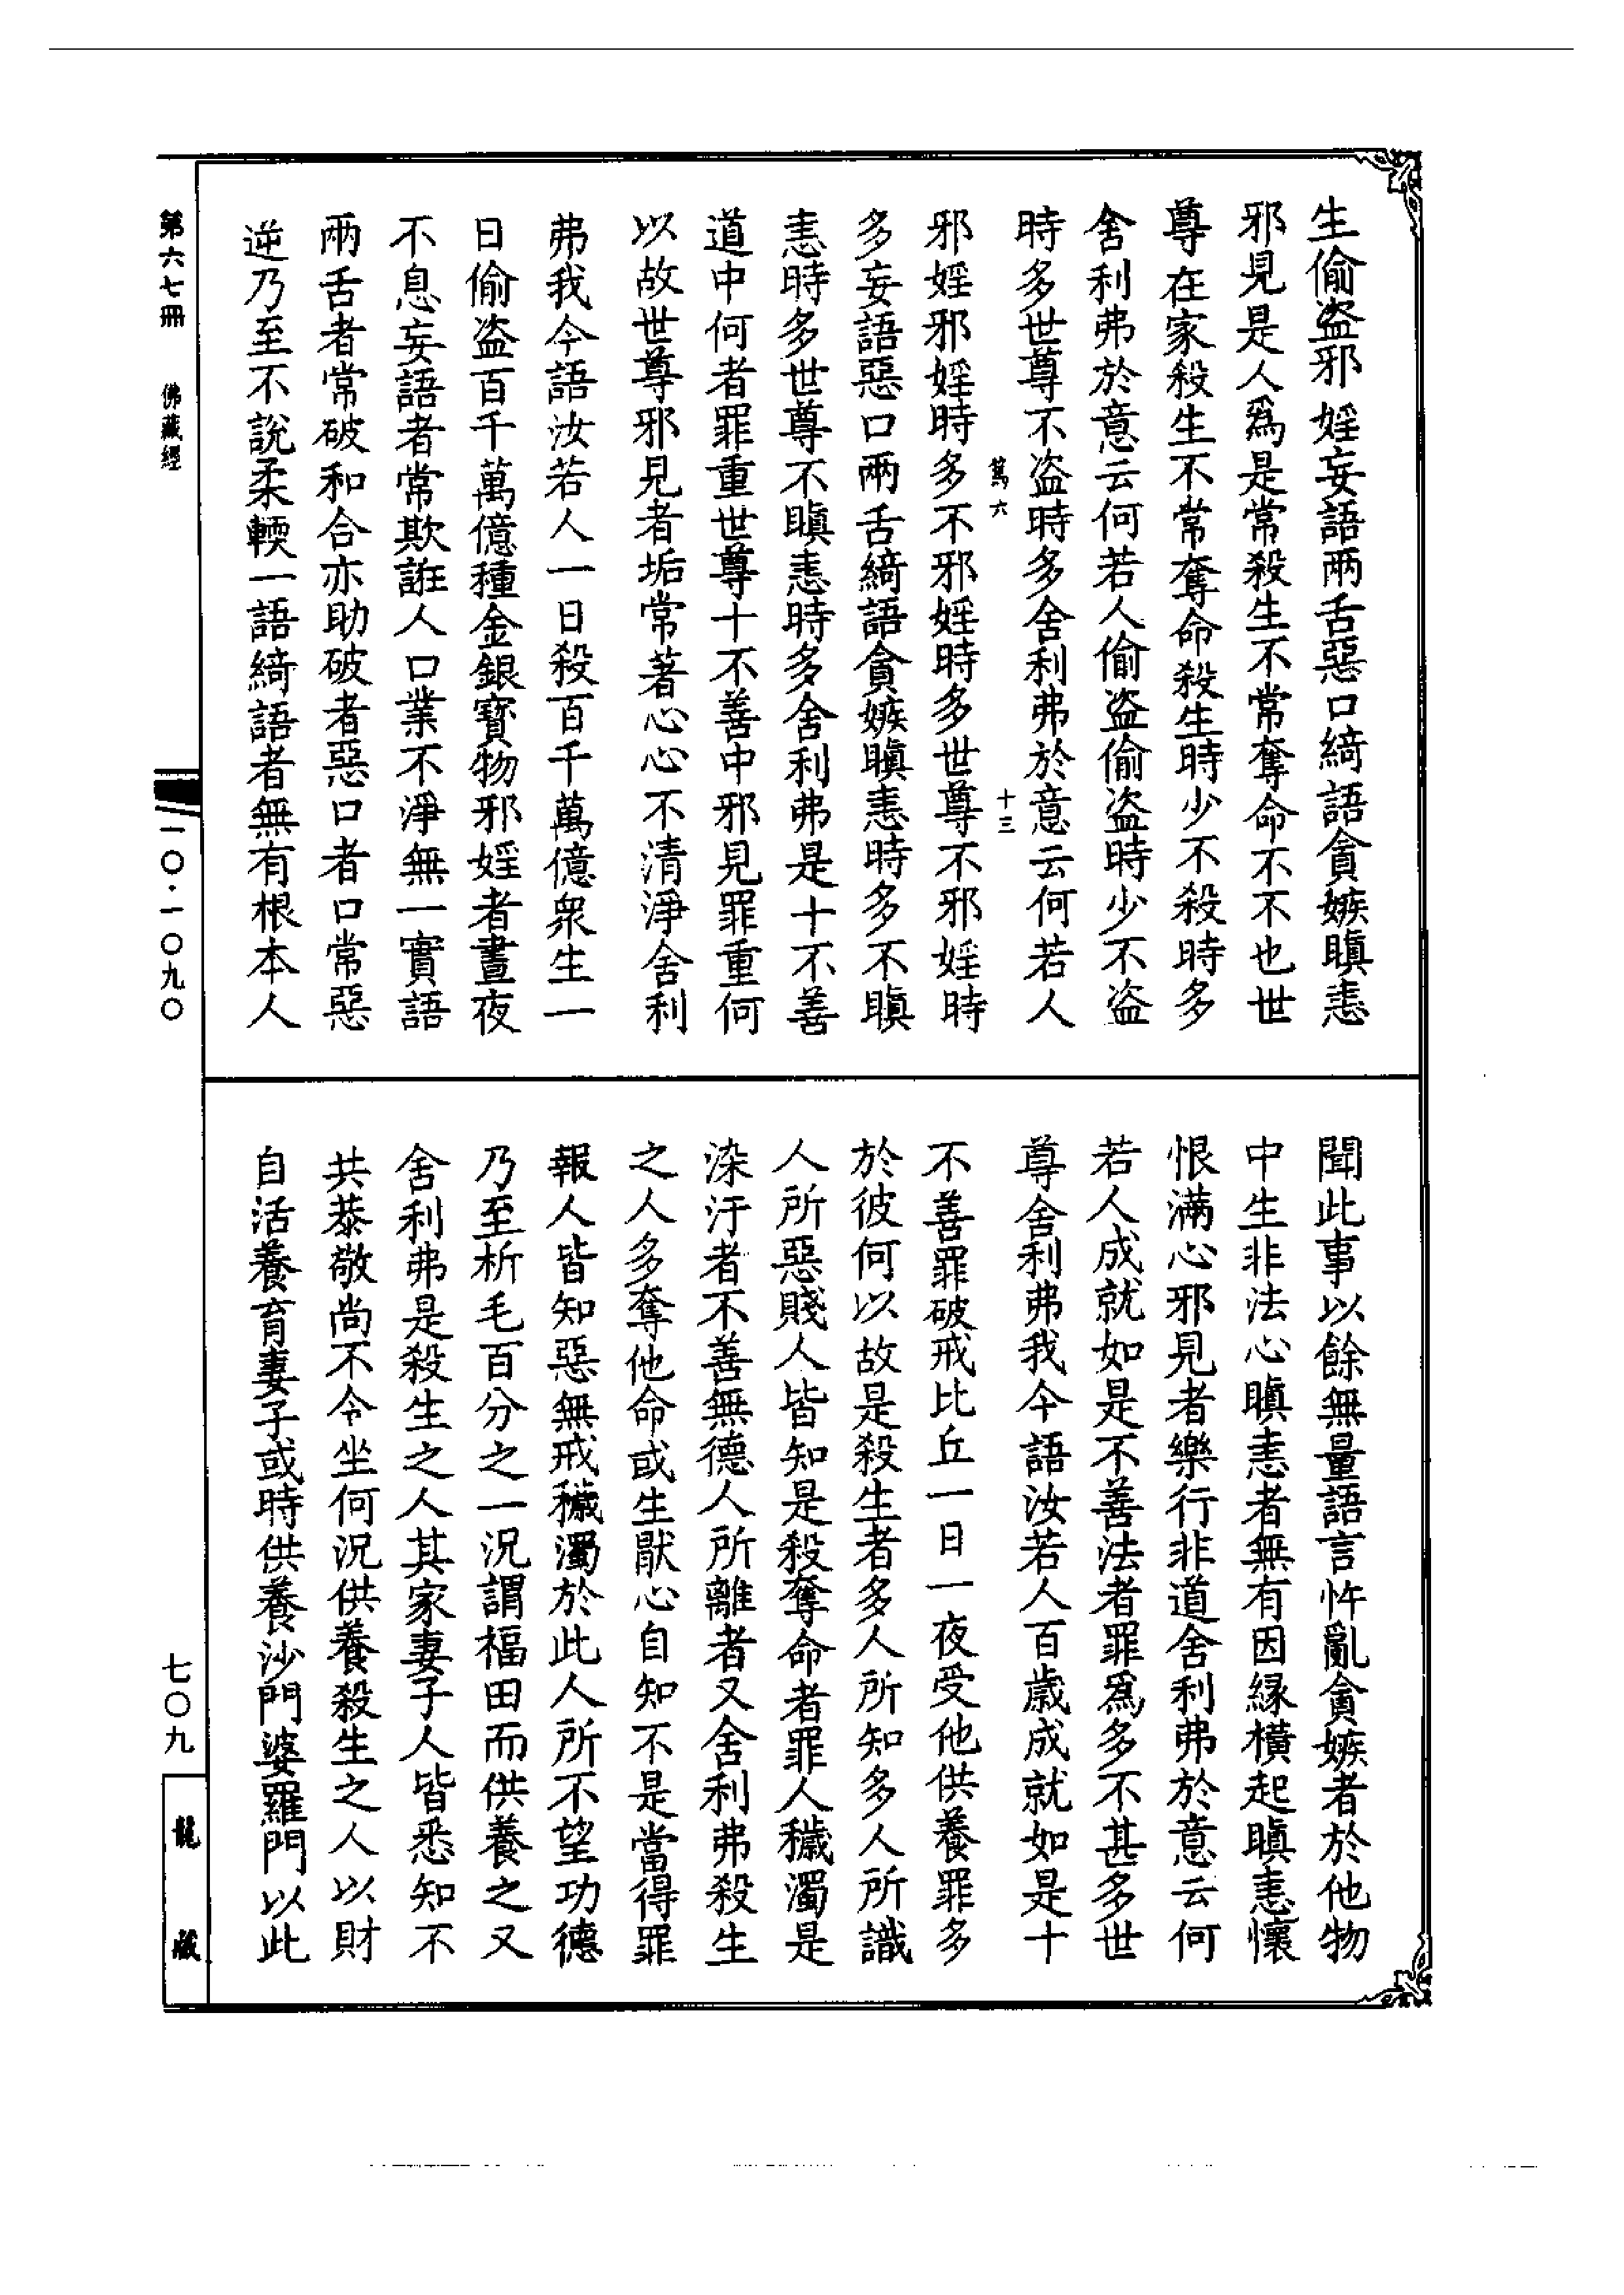 生偷盜邪婬妄語兩舌惡口綺語貪嫉瞋恚
邪見是人爲是常殺生不常奪命不不也世
尊在家殺生不常奪命殺生時少不殺時多
舍利弗於意云何若人偷盜偷盜時少不盜
時多世尊不盜時多舍利弗於意云何若人
篤六
十三
邪婬邪婬時多不邪婬時多世尊不邪婬時
多妄語惡口兩舌綺語貪嫉瞋恚時多不瞋
恚時多世尊不瞋恚時多舍利弗是十不善
道中何者罪重世尊十不善中邪見罪重何
以故世尊邪見者垢常著心心不清淨舍利
弗我今語汝若人一日殺百千萬億衆生一
日偷盜百千萬億種金銀寶物邪婬者晝夜
不息妄語者常欺誑人口業不淨無一實語
兩舌者常破和合亦助破者惡口者口常惡
逆乃至不說柔輭一語綺語者無有根本人
聞此事以餘無量語言忤亂貪嫉者於他物
中生非法心瞋恚者無有因緣橫起瞋恚懷
恨滿心邪見者樂行非道舍利弗於意云何
若人成就如是不善法者罪爲多不甚多世
尊舍利弗我今語汝若人百歲成就如是十
不善罪破戒比丘一日一夜受他供養罪多
於彼何以故是殺生者多人所知多人所識
人所惡賤人皆知是殺奪命者罪人穢濁是
染汙者不善無德人所離者又舍利弗殺生
之人多奪他命或生厭心自知不是當得罪
報人皆知惡無戒穢濁於此人所不望功德
乃至析毛百分之一況謂福田而供養之又
舍利弗是殺生之人其家妻子人皆悉知不
共恭敬尚不令坐何況供養殺生之人以財
自活養育妻子或時供養沙門婆羅門以此
第六七冊
佛藏經
一〇·一〇九〇
七〇九
龍藏